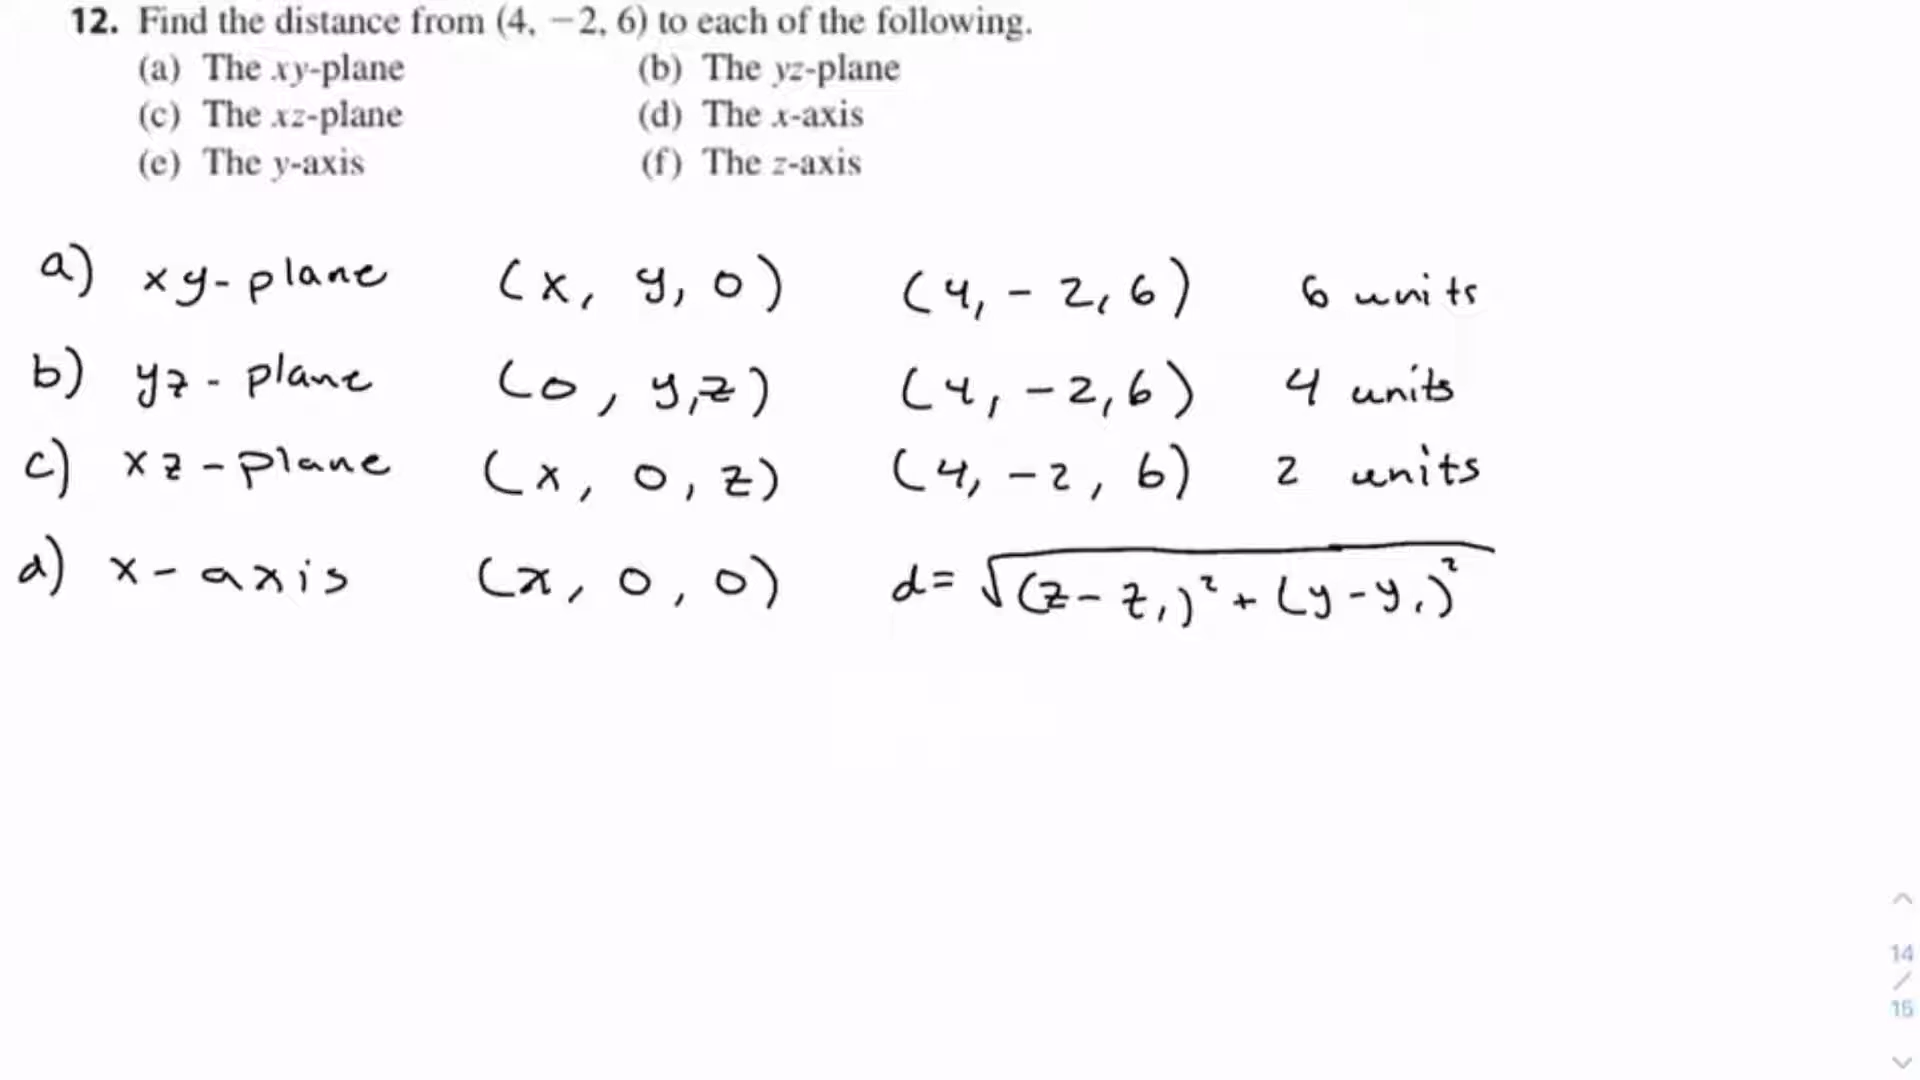 12. Find the distance from (4, −2, 6) to each of the following.
(a) The xy-plane (b) The yz-plane
(c) The xz-plane (d) The x-axis
(e) The y-axis (f) The z-axis
a) xy-plane (x, y, 0) (4, -2, 6) 6 units
b) yz-plane (0, y, z) (4, -2, 6) 4 units
c) xz-plane (x, 0, z) (4, -2, 6) 2 units
d) x-axis (x, 0, 0) d= √(z-z₁)² + (y-y₁)²
14
/
15